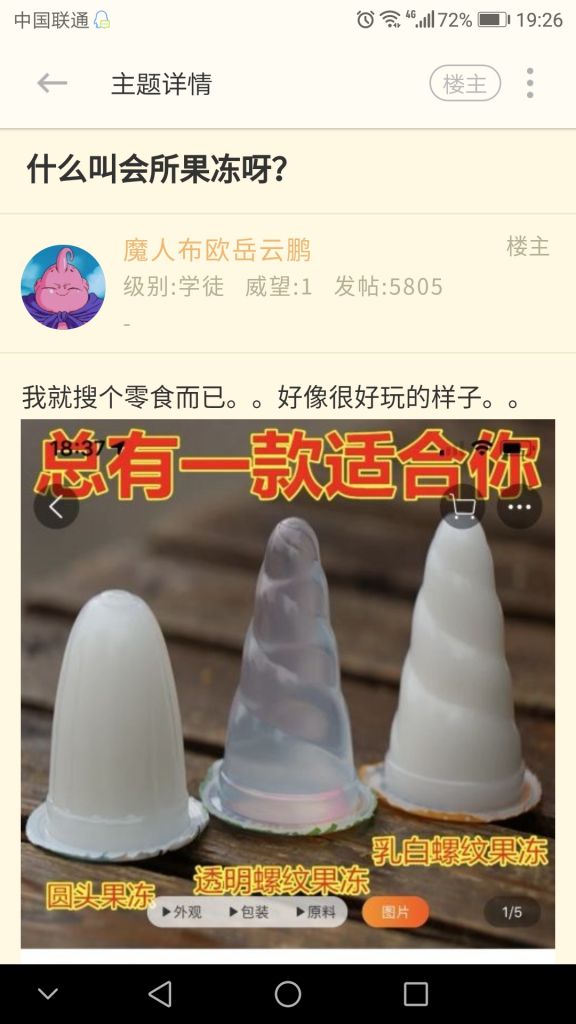 中国联通 4G 72% 19:26
主题详情 楼主
什么叫会所果冻呀?
魔人布欧岳云鹏 楼主
级别:学徒 威望:1 发帖:5805
-
我就搜个零食而已。。好像很好玩的样子。。
18:37
总有一款适合你
乳白螺纹果冻
透明螺纹果冻
圆头果冻
外观 包装 原料 图片 1/5